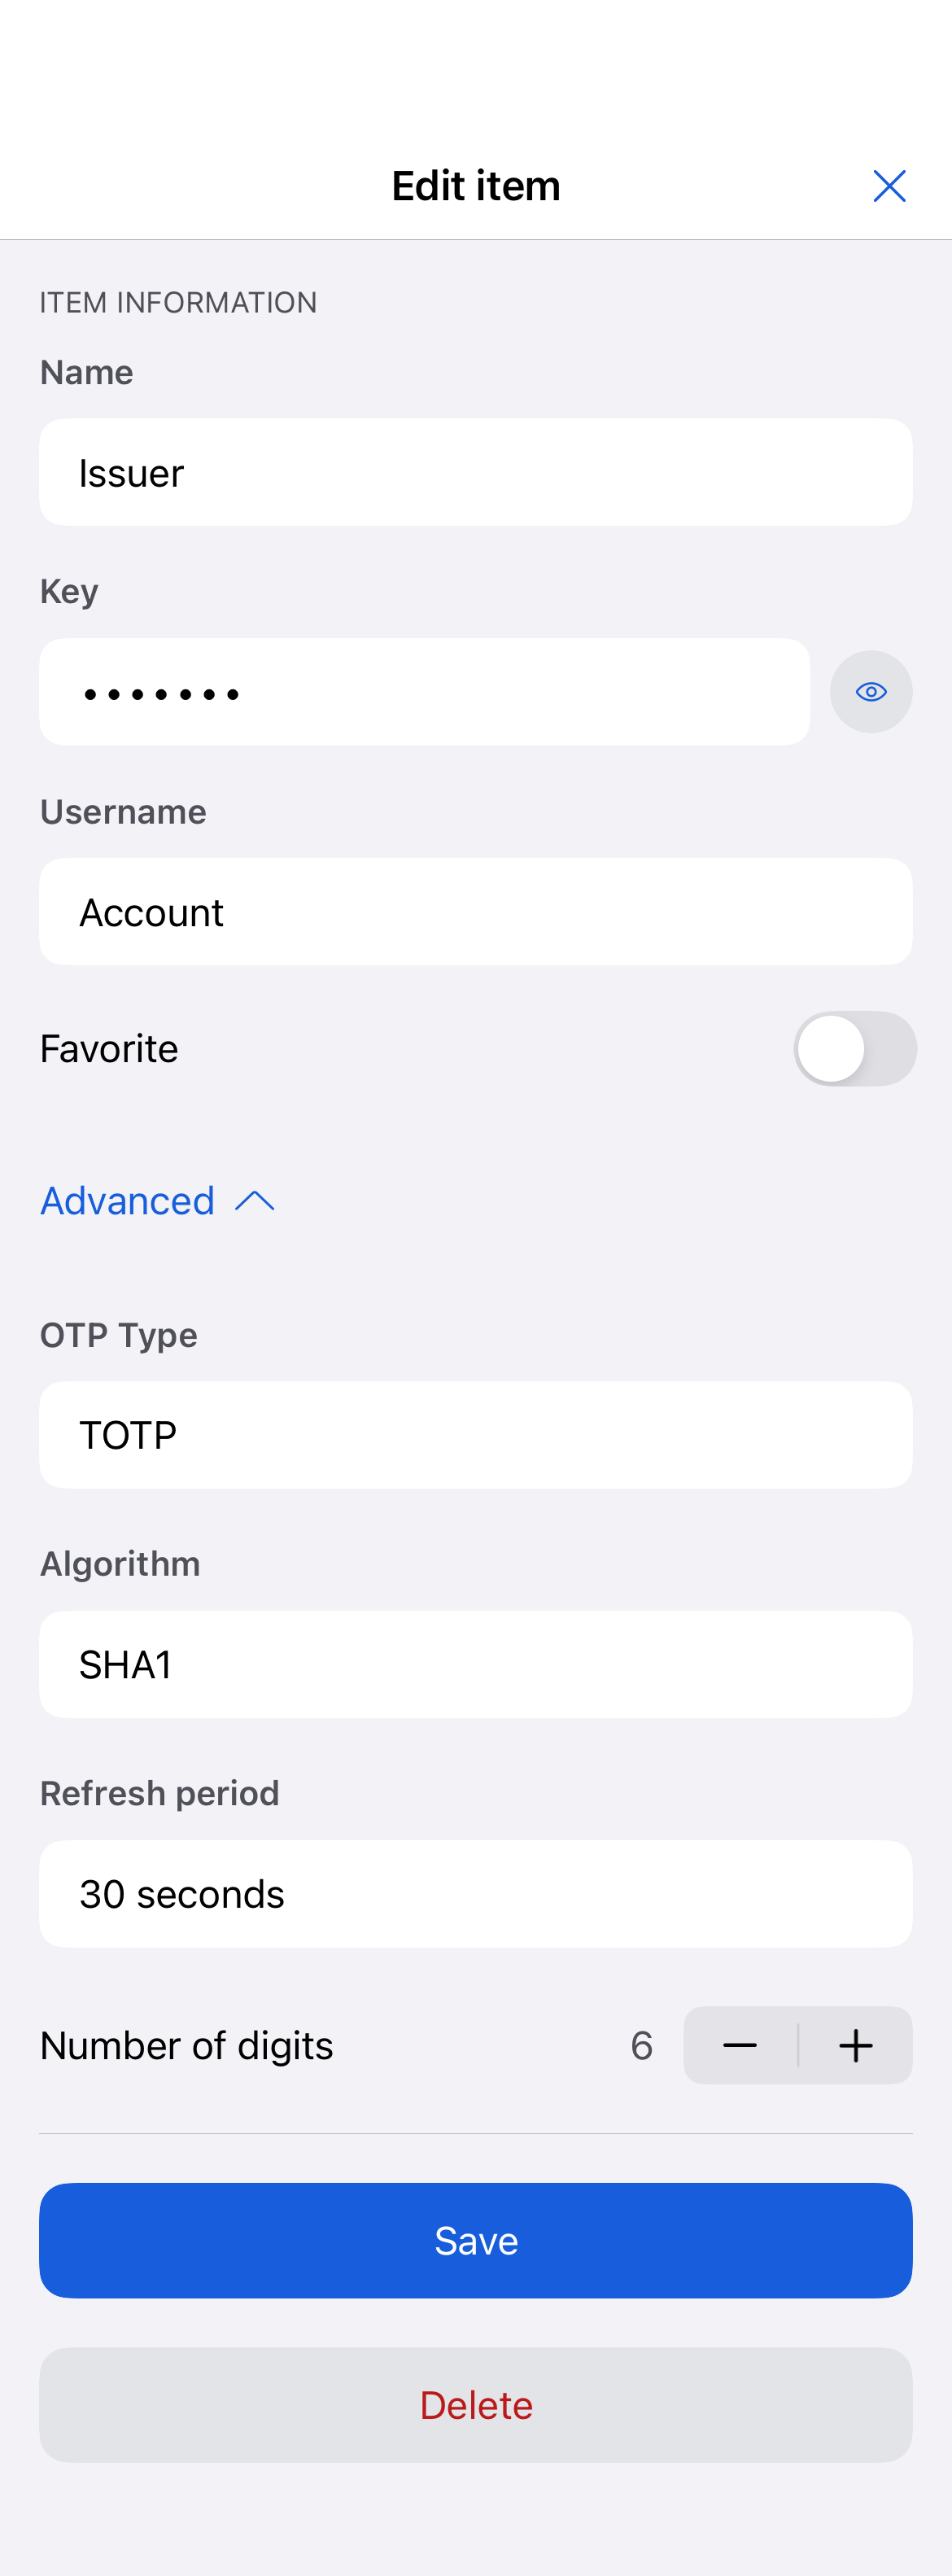 Edit item
ITEM INFORMATION
Name
Issuer
Key
•••••••
Username
Account
Favorite
Advanced
OTP Type
TOTP
Algorithm
SHA1
Refresh period
30 seconds
Number of digits 6
Save
Delete